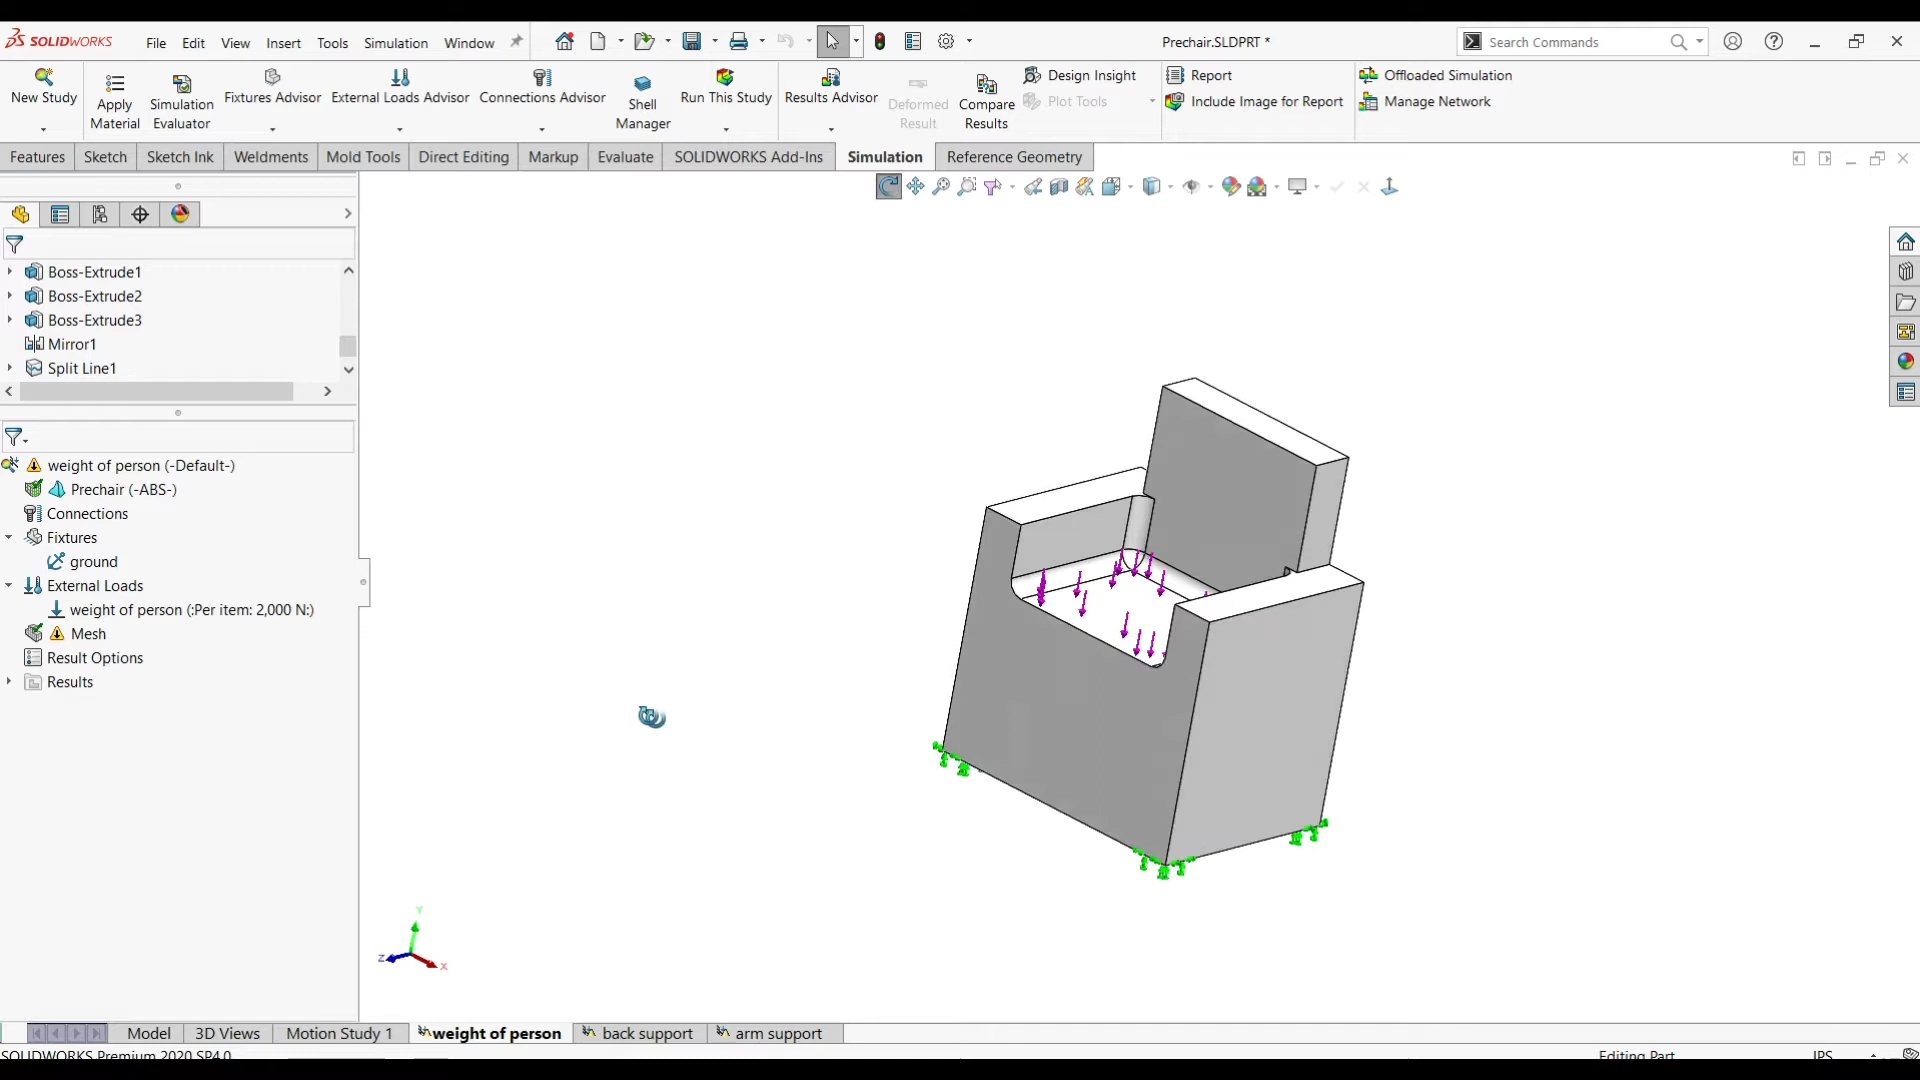 SOLIDWORKS
File Edit View Insert Tools Simulation Window
Prechair.SLDPRT *
Search Commands
New Study
Apply Material
Simulation Evaluator
Fixtures Advisor
External Loads Advisor
Connections Advisor
Shell Manager
Run This Study
Results Advisor
Deformed Result
Compare Results
Design Insight
Plot Tools
Report
Include Image for Report
Offloaded Simulation
Manage Network
Features Sketch Sketch Ink Weldments Mold Tools Direct Editing Markup Evaluate SOLIDWORKS Add-Ins Simulation Reference Geometry
Boss-Extrude1
Boss-Extrude2
Boss-Extrude3
Mirror1
Split Line1
weight of person (-Default-)
Prechair (-ABS-)
Connections
Fixtures
ground
External Loads
weight of person (:Per item: 2,000 N:)
Mesh
Result Options
Results
Y
Z
X
Model 3D Views Motion Study 1 weight of person back support arm support
SOLIDWORKS Premium 2020 SP4.0
Editing Part
IPS